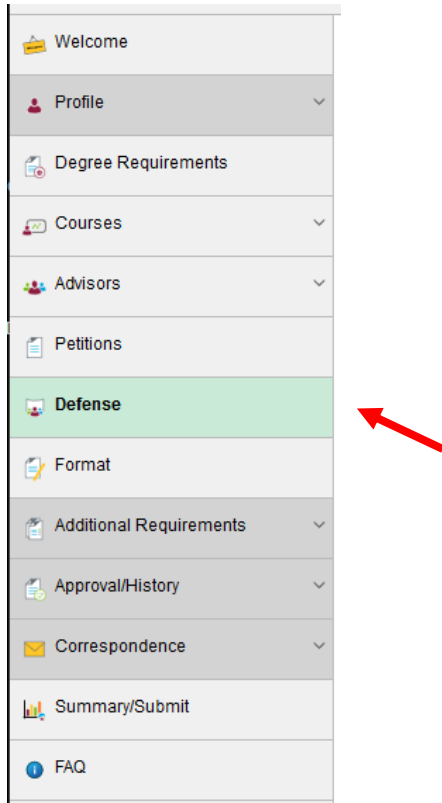 Welcome
Profile
Degree Requirements
Courses
Advisors
Petitions
Defense
Format
Additional Requirements
Approval/History
Correspondence
Summary/Submit
FAQ